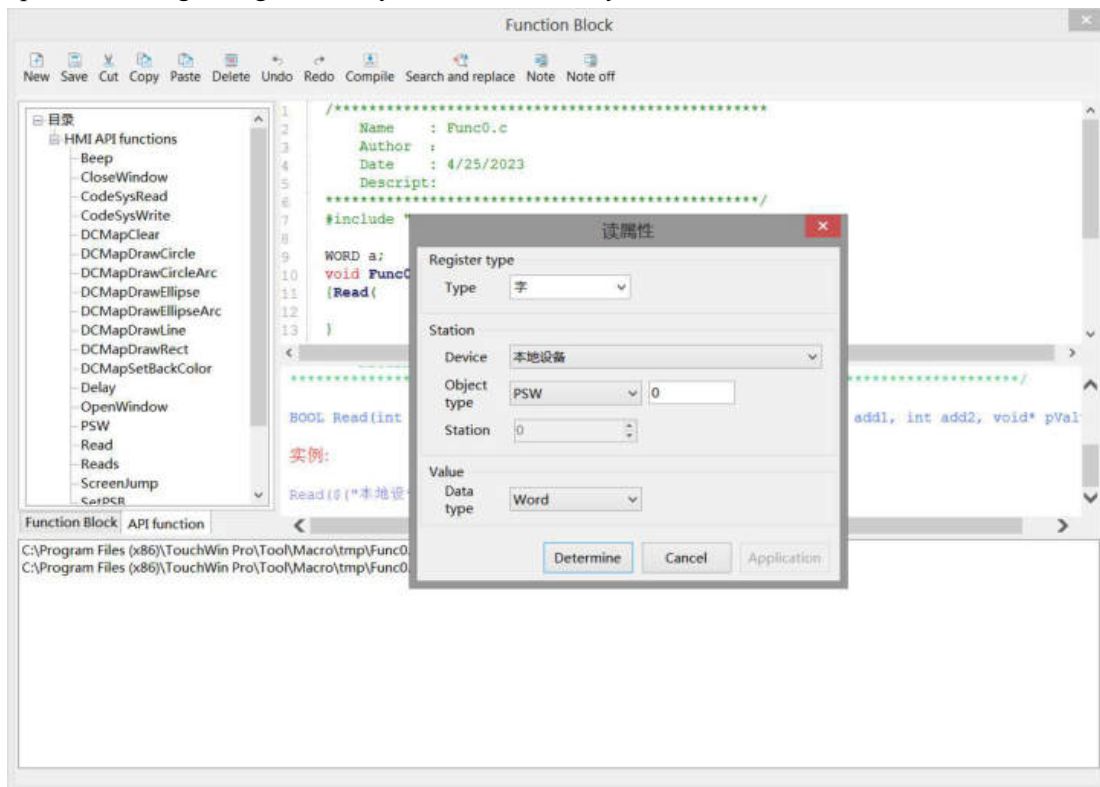 Function Block
New Save Cut Copy Paste Delete Undo Redo Compile Search and replace Note Note off
目录
HMI API functions
Beep
CloseWindow
CodeSysRead
CodeSysWrite
DCMapClear
DCMapDrawCircle
DCMapDrawCircleArc
DCMapDrawEllipse
DCMapDrawEllipseArc
DCMapDrawLine
DCMapDrawRect
DCMapSetBackColor
Delay
OpenWindow
PSW
Read
Reads
ScreenJump
SetPSB
Function Block API function
1 /**************************************************
2 Name : Func0.c
3 Author :
4 Date : 4/25/2023
5 Descript:
6 **************************************************/
7 #include "
8
9 WORD a;
10 void Func0
11 {Read(
12
13 }
BOOL Read(int add1, int add2, void* pVal
实例:
Read($("本地设
读属性
Register type
Type 字
Station
Device 本地设备
Object type PSW 0
Station 0
Value
Data type Word
Determine Cancel Application
C:\Program Files (x86)\TouchWin Pro\Tool\Macro\tmp\Func0.
C:\Program Files (x86)\TouchWin Pro\Tool\Macro\tmp\Func0.